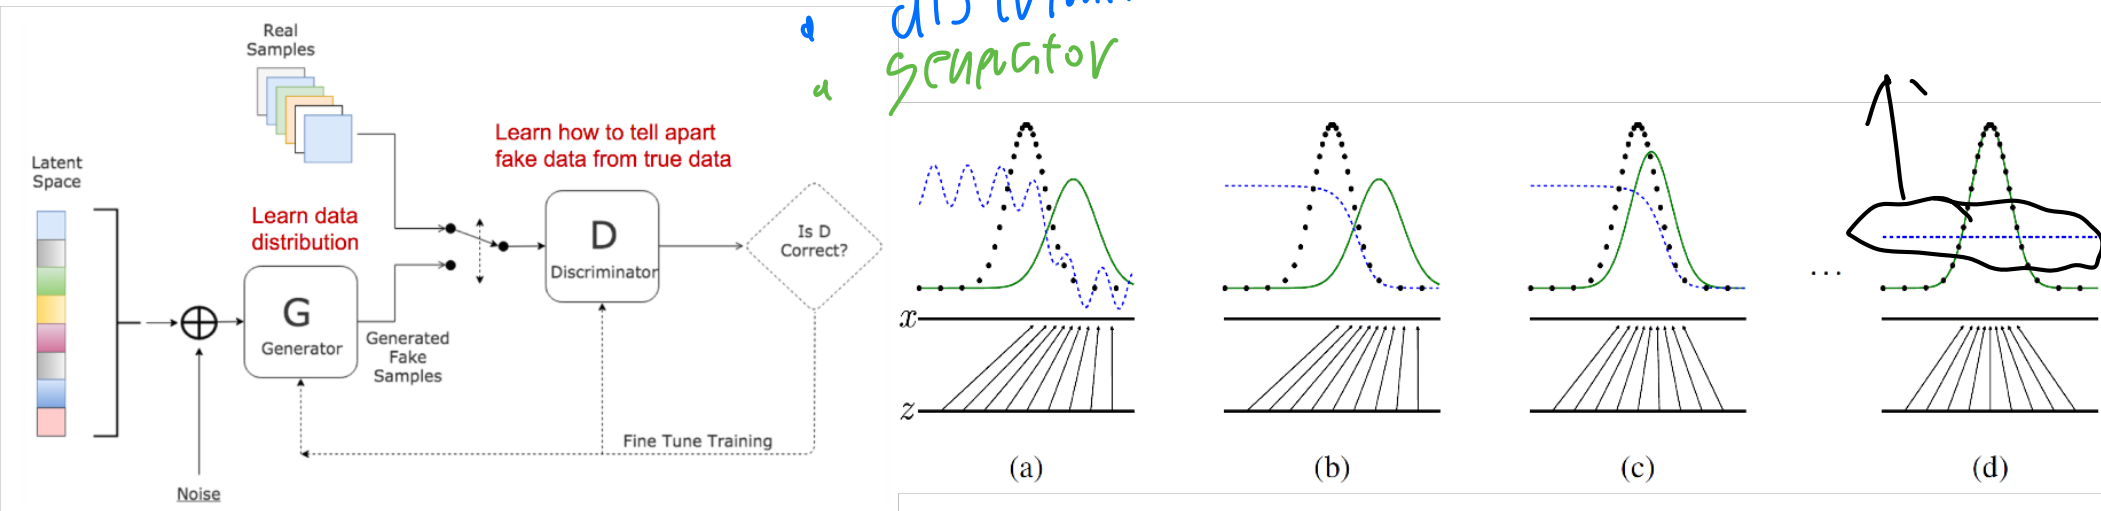 Real
Samples
Learn how to tell apart
fake data from true data
Latent
Space
Learn data
distribution
G
Generator
Generated
Fake
Samples
D
Discriminator
Is D
Correct?
Fine Tune Training
Noise
x
z
...
(a)
(b)
(c)
(d)